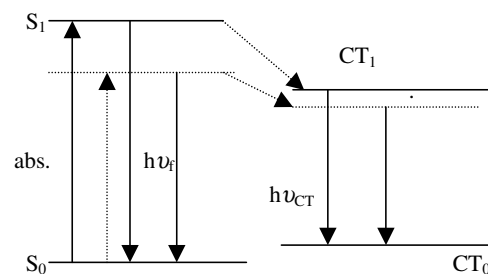 S₁
CT₁
abs.
hυf
hυCT
S₀
CT₀